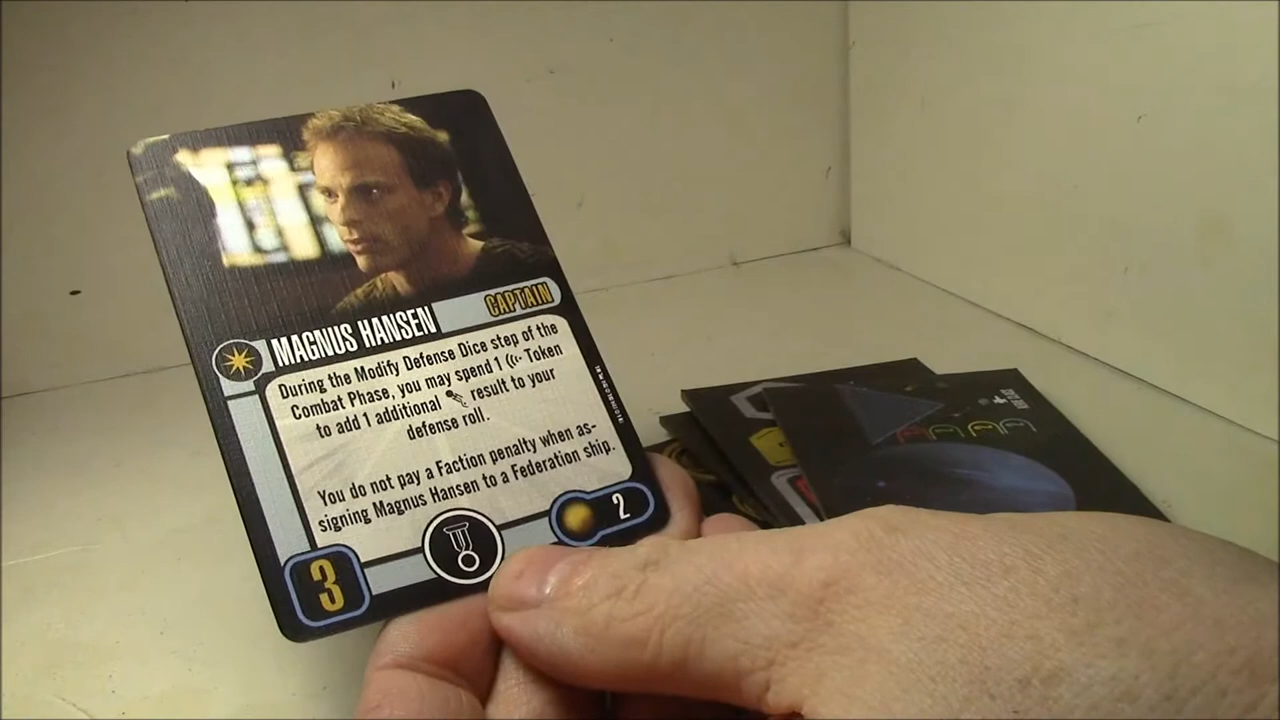 CAPTAIN
MAGNUS HANSEN
During the Modify Defense Dice step of the
Combat Phase, you may spend 1 Token
to add 1 additional result to your
defense roll.
You do not pay a Faction penalty when as-
signing Magnus Hansen to a Federation ship.
2
3